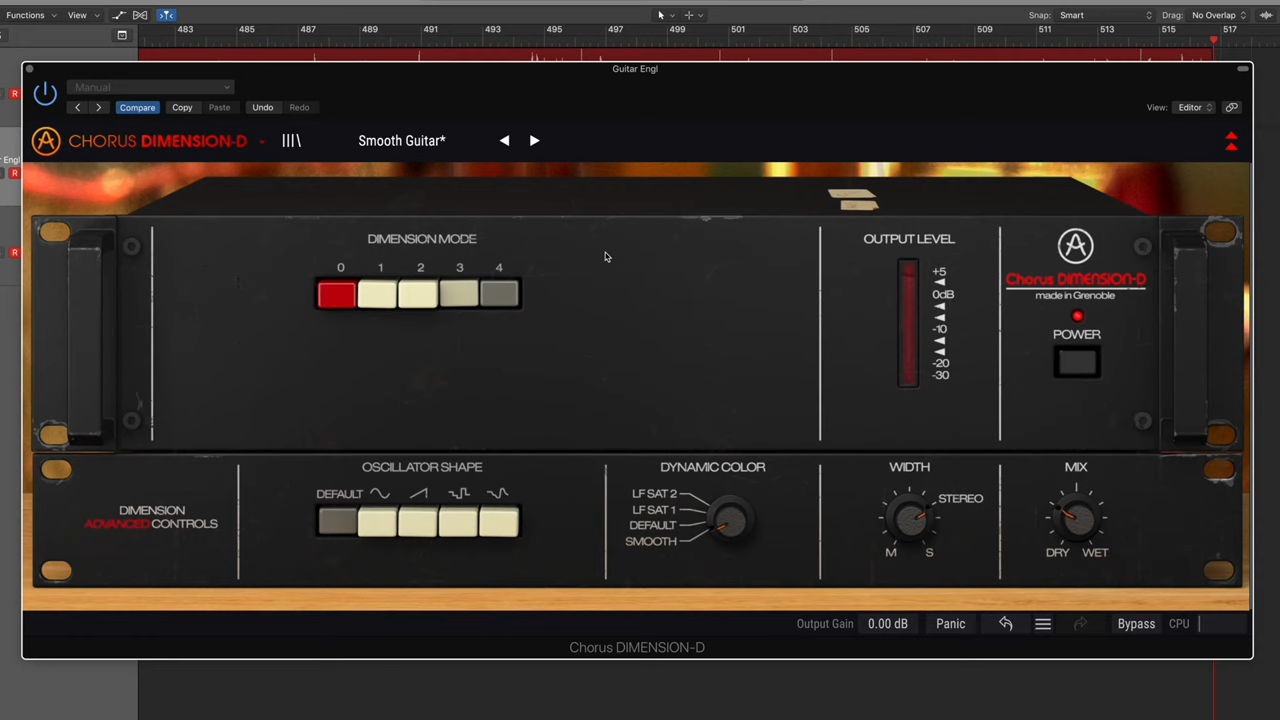 Functions View Snap: Smart Drag: No Overlap
483 485 487 489 491 493 495 497 499 501 503 505 507 509 511 513 515 517
Guitar Engl
Manual
Compare Copy Paste Undo Redo View: Editor
CHORUS DIMENSION-D Smooth Guitar*
DIMENSION MODE OUTPUT LEVEL
0 1 2 3 4
+5
0dB
-10
-20
-30
Chorus DIMENSION-D
made in Grenoble
POWER
OSCILLATOR SHAPE DYNAMIC COLOR WIDTH MIX
DEFAULT
LF SAT 2
LF SAT 1
DEFAULT
SMOOTH
STEREO
M S
DRY WET
DIMENSION
ADVANCED CONTROLS
Output Gain 0.00 dB Panic Bypass CPU
Chorus DIMENSION-D
R
Engl
R
R